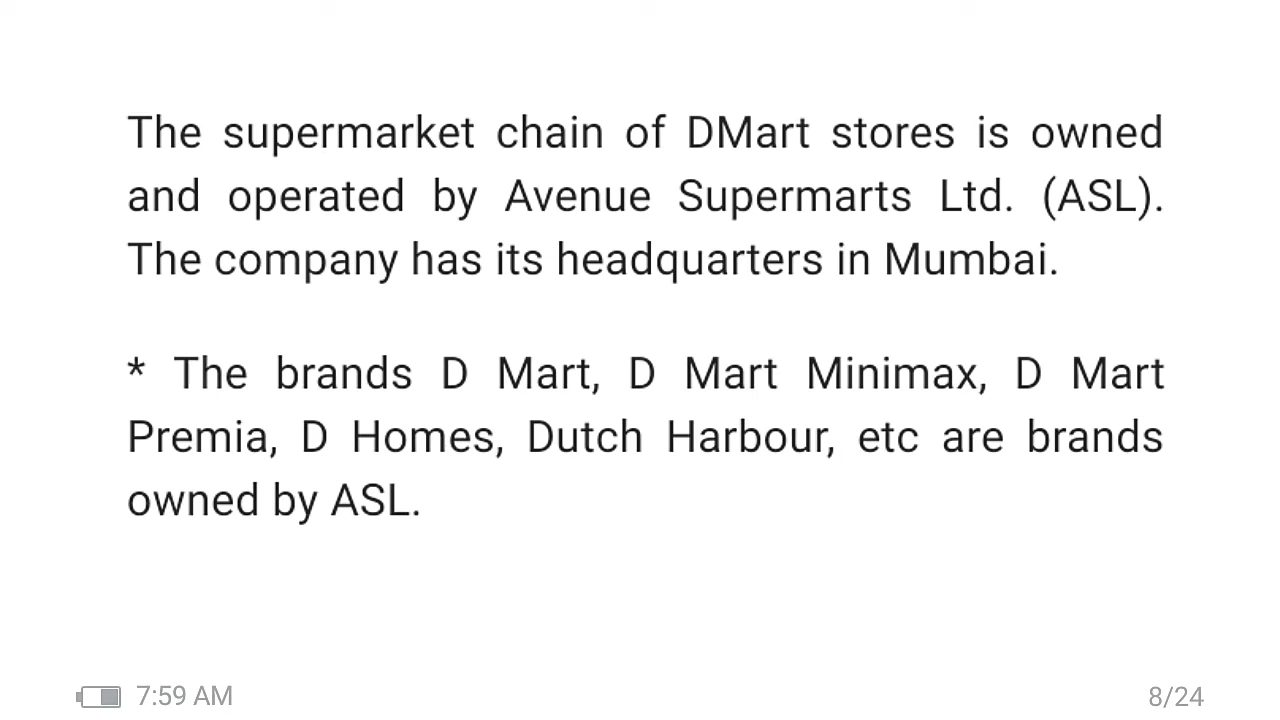 The supermarket chain of DMart stores is owned
and operated by Avenue Supermarts Ltd. (ASL).
The company has its headquarters in Mumbai.
* The brands D Mart, D Mart Minimax, D Mart
Premia, D Homes, Dutch Harbour, etc are brands
owned by ASL.
7:59 AM
8/24